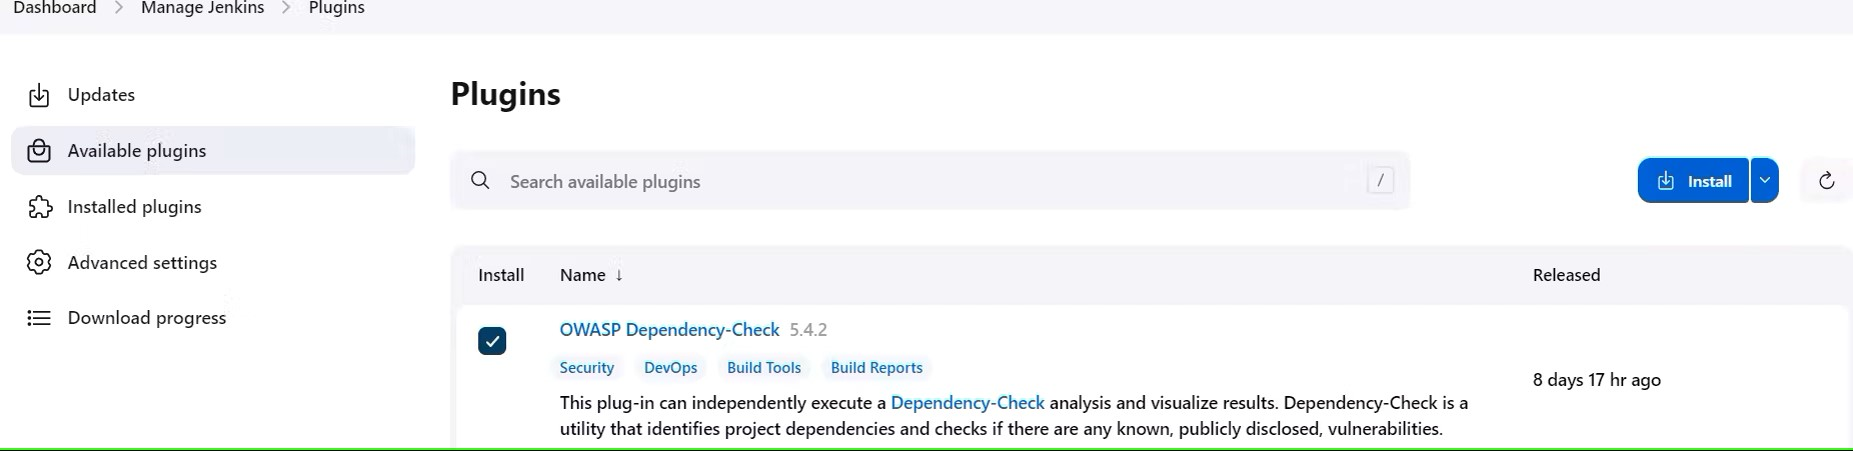 Dashboard > Manage Jenkins > Plugins
Updates
Available plugins
Installed plugins
Advanced settings
Download progress
Plugins
Search available plugins /
Install
Install Name ↓ Released
OWASP Dependency-Check 5.4.2
Security DevOps Build Tools Build Reports
This plug-in can independently execute a Dependency-Check analysis and visualize results. Dependency-Check is a
utility that identifies project dependencies and checks if there are any known, publicly disclosed, vulnerabilities.
8 days 17 hr ago